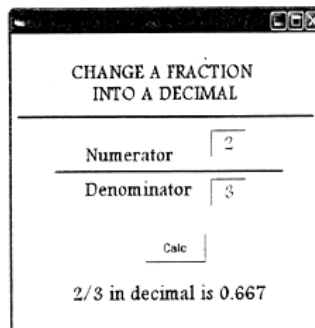 CHANGE A FRACTION
INTO A DECIMAL
Numerator 2
Denominator 3
Calc
2/3 in decimal is 0.667